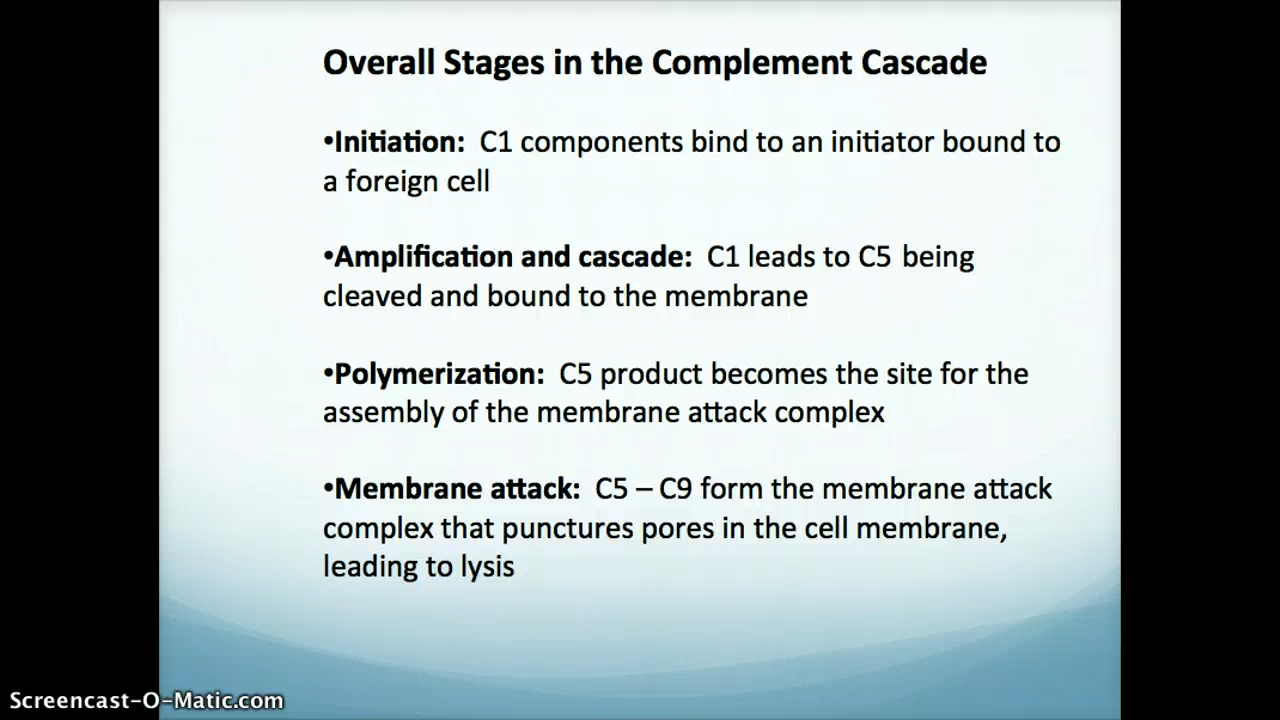 Overall Stages in the Complement Cascade
•Initiation: C1 components bind to an initiator bound to
a foreign cell
•Amplification and cascade: C1 leads to C5 being
cleaved and bound to the membrane
•Polymerization: C5 product becomes the site for the
assembly of the membrane attack complex
•Membrane attack: C5 – C9 form the membrane attack
complex that punctures pores in the cell membrane,
leading to lysis
Screencast-O-Matic.com